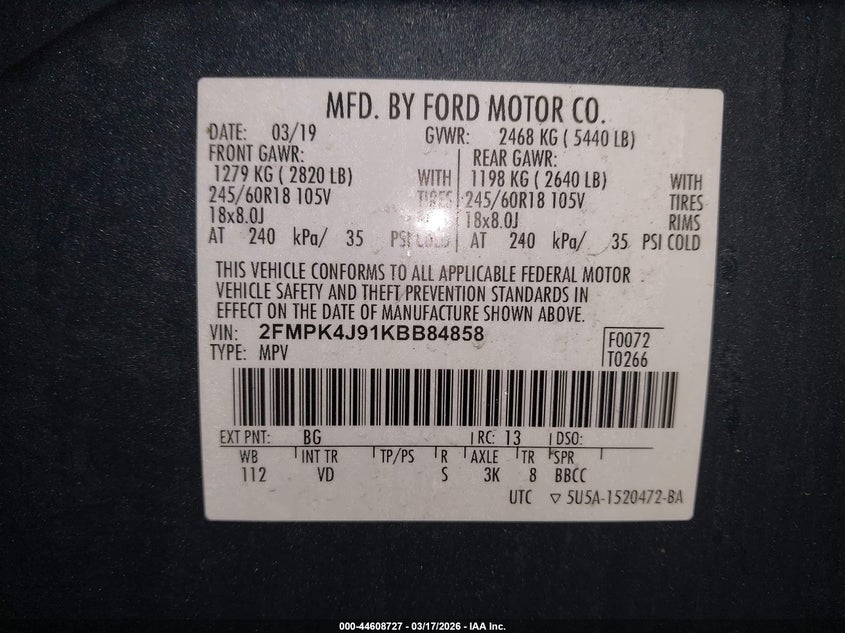 MFD. BY FORD MOTOR CO.
DATE: 03/19 GVWR: 2468 KG ( 5440 LB)
FRONT GAWR: REAR GAWR:
1279 KG ( 2820 LB) WITH 1198 KG ( 2640 LB) WITH
245/60R18 105V TIRES 245/60R18 105V TIRES
18x8.0J 18x8.0J RIMS
AT 240 kPa/ 35 PSI COLD AT 240 kPa/ 35 PSI COLD
THIS VEHICLE CONFORMS TO ALL APPLICABLE FEDERAL MOTOR
VEHICLE SAFETY AND THEFT PREVENTION STANDARDS IN
EFFECT ON THE DATE OF MANUFACTURE SHOWN ABOVE.
VIN: 2FMPK4J91KBB84858 F0072
TYPE: MPV T0266
EXT PNT: BG RC: 13 DSO:
WB INT TR TP/PS R AXLE TR SPR
112 VD S 3K 8 BBCC
UTC ▽ 5U5A-1520472-BA
000-44608727 - 03/17/2026 - IAA Inc.